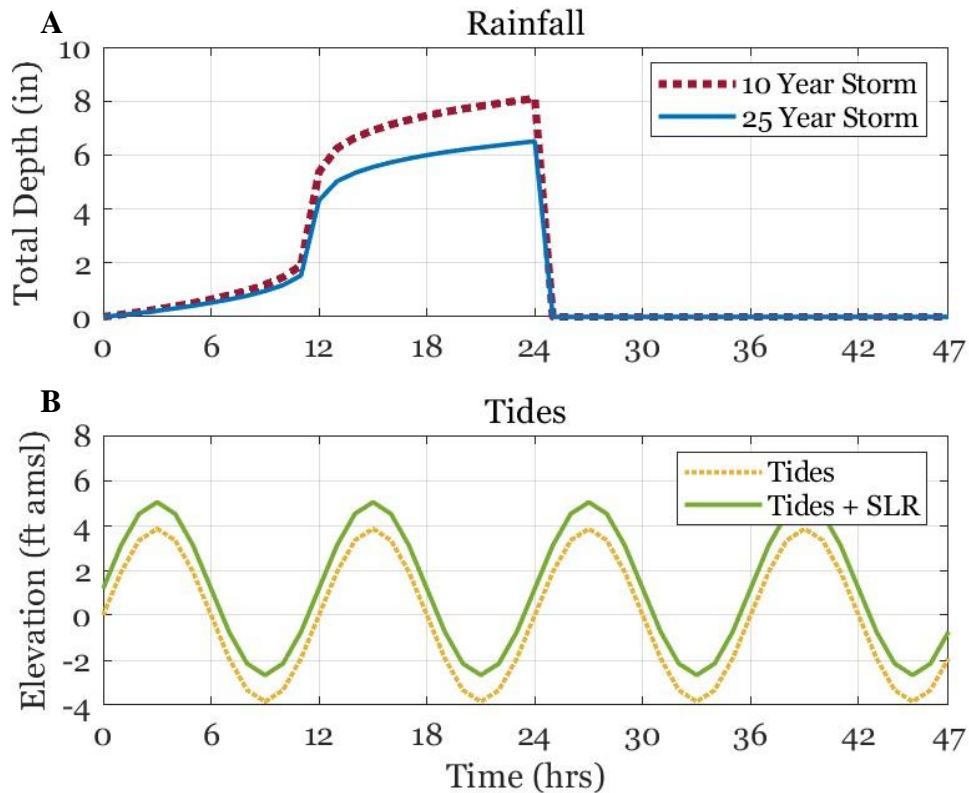 A
Rainfall
Total Depth (in)
10
8
6
4
2
0
10 Year Storm
25 Year Storm
0 6 12 18 24 30 36 42 47
B
Tides
Elevation (ft amsl)
8
6
4
2
0
-2
-4
Tides
Tides + SLR
0 6 12 18 24 30 36 42 47
Time (hrs)